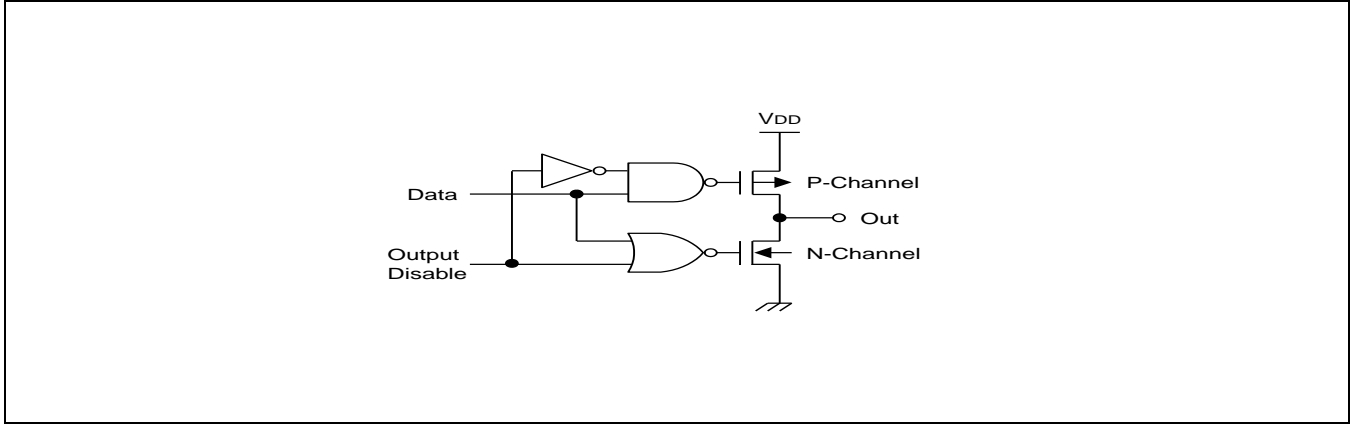 VDD
P-Channel
Data
Out
Output
Disable
N-Channel